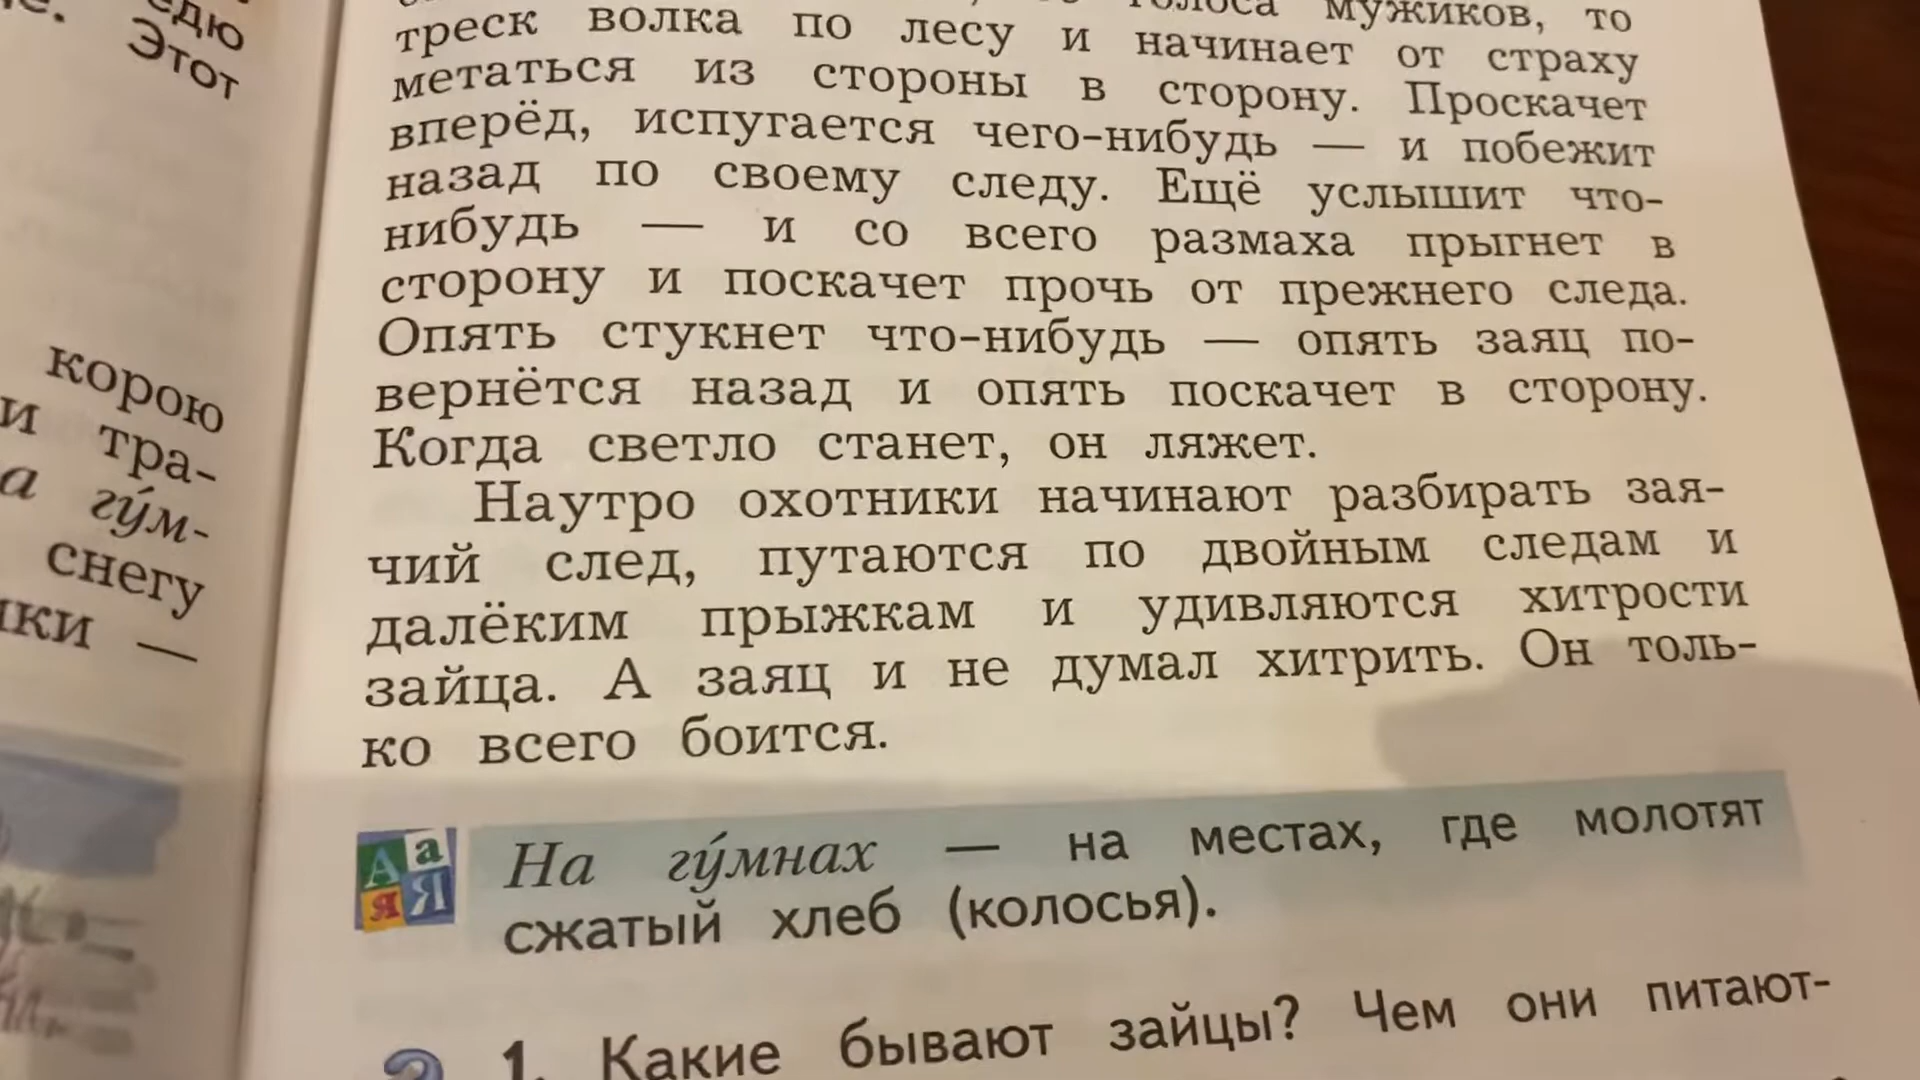 Этот
корою
и тра-
а гу́м-
снегу
—
мужиков, то
треск волка по лесу и начинает от страху
метаться из стороны в сторону. Проскачет
вперёд, испугается чего-нибудь — и побежит
назад по своему следу. Ещё услышит что-
нибудь — и со всего размаха прыгнет в
сторону и поскачет прочь от прежнего следа.
Опять стукнет что-нибудь — опять заяц по-
вернётся назад и опять поскачет в сторону.
Когда светло станет, он ляжет.
Наутро охотники начинают разбирать зая-
чий след, путаются по двойным следам и
далёким прыжкам и удивляются хитрости
зайца. А заяц и не думал хитрить. Он толь-
ко всего боится.
А а
я Я
На гу́мнах — на местах, где молотят
сжатый хлеб (колосья).
1. Какие бывают зайцы? Чем они питают-